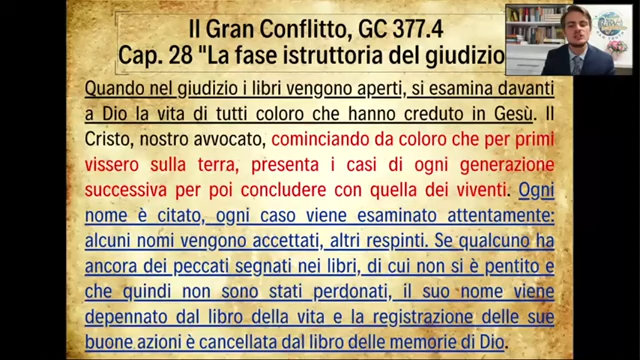 Il Gran Conflitto, GC 377.4
Cap. 28 "La fase istruttoria del giudizio
Quando nel giudizio i libri vengono aperti, si esamina davanti
a Dio la vita di tutti coloro che hanno creduto in Gesù. Il
Cristo, nostro avvocato, cominciando da coloro che per primi
vissero sulla terra, presenta i casi di ogni generazione
successiva per poi concludere con quella dei viventi. Ogni
nome è citato, ogni caso viene esaminato attentamente:
alcuni nomi vengono accettati, altri respinti. Se qualcuno ha
ancora dei peccati segnati nei libri, di cui non si è pentito e
che quindi non sono stati perdonati, il suo nome viene
depennato dal libro della vita e la registrazione delle sue
buone azioni è cancellata dal libro delle memorie di Dio.